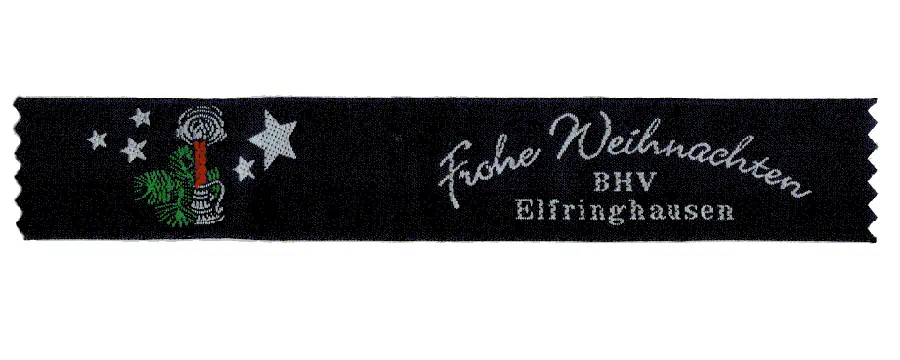 Frohe Weihnachten
BHV
Elfringhausen